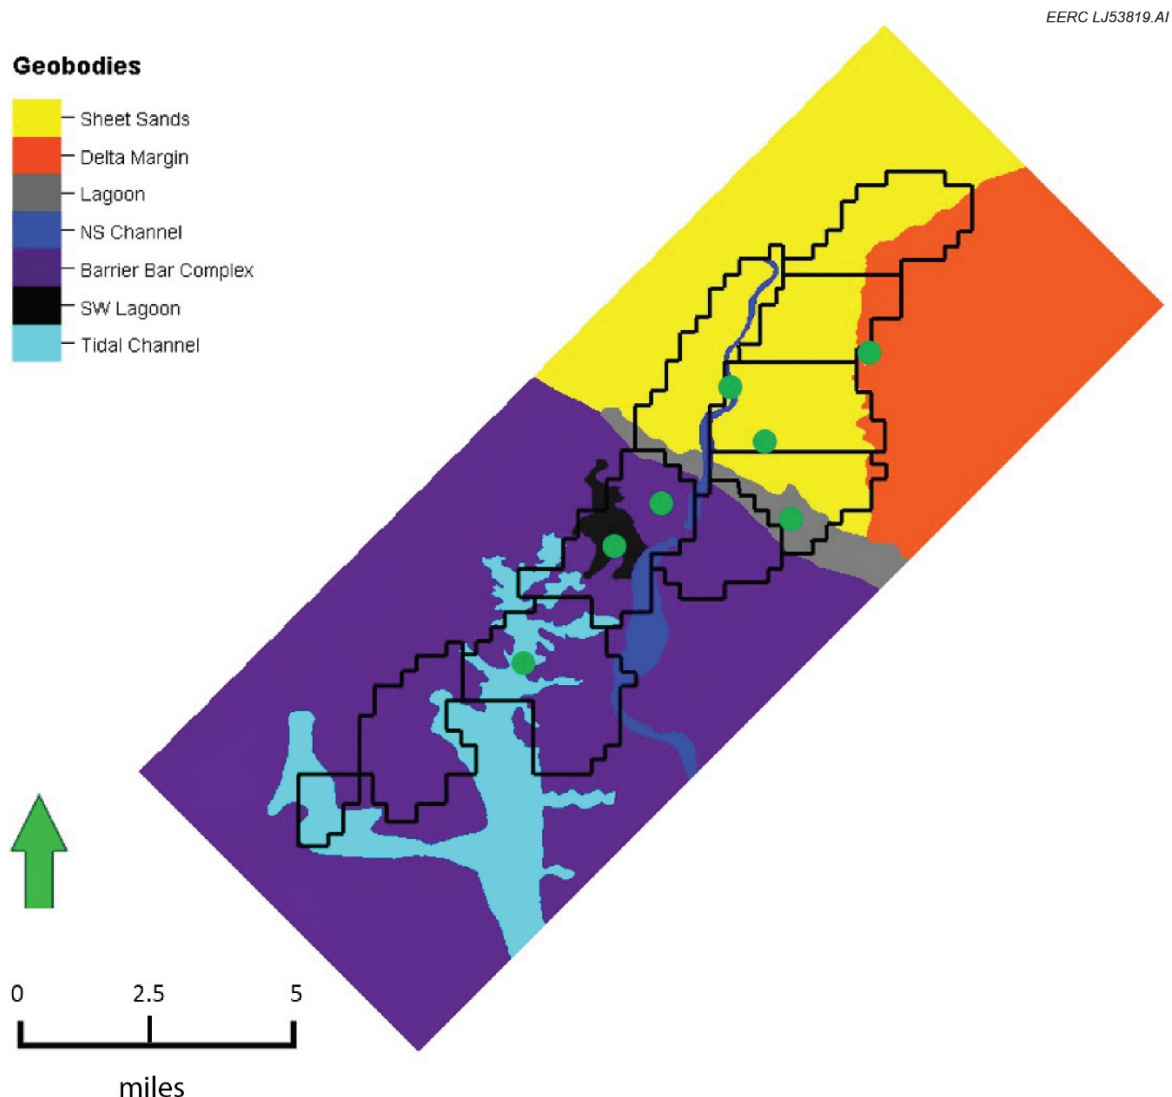 EERC LJ53819.AI
Geobodies
Sheet Sands
Delta Margin
Lagoon
NS Channel
Barrier Bar Complex
SW Lagoon
Tidal Channel
0 2.5 5
miles